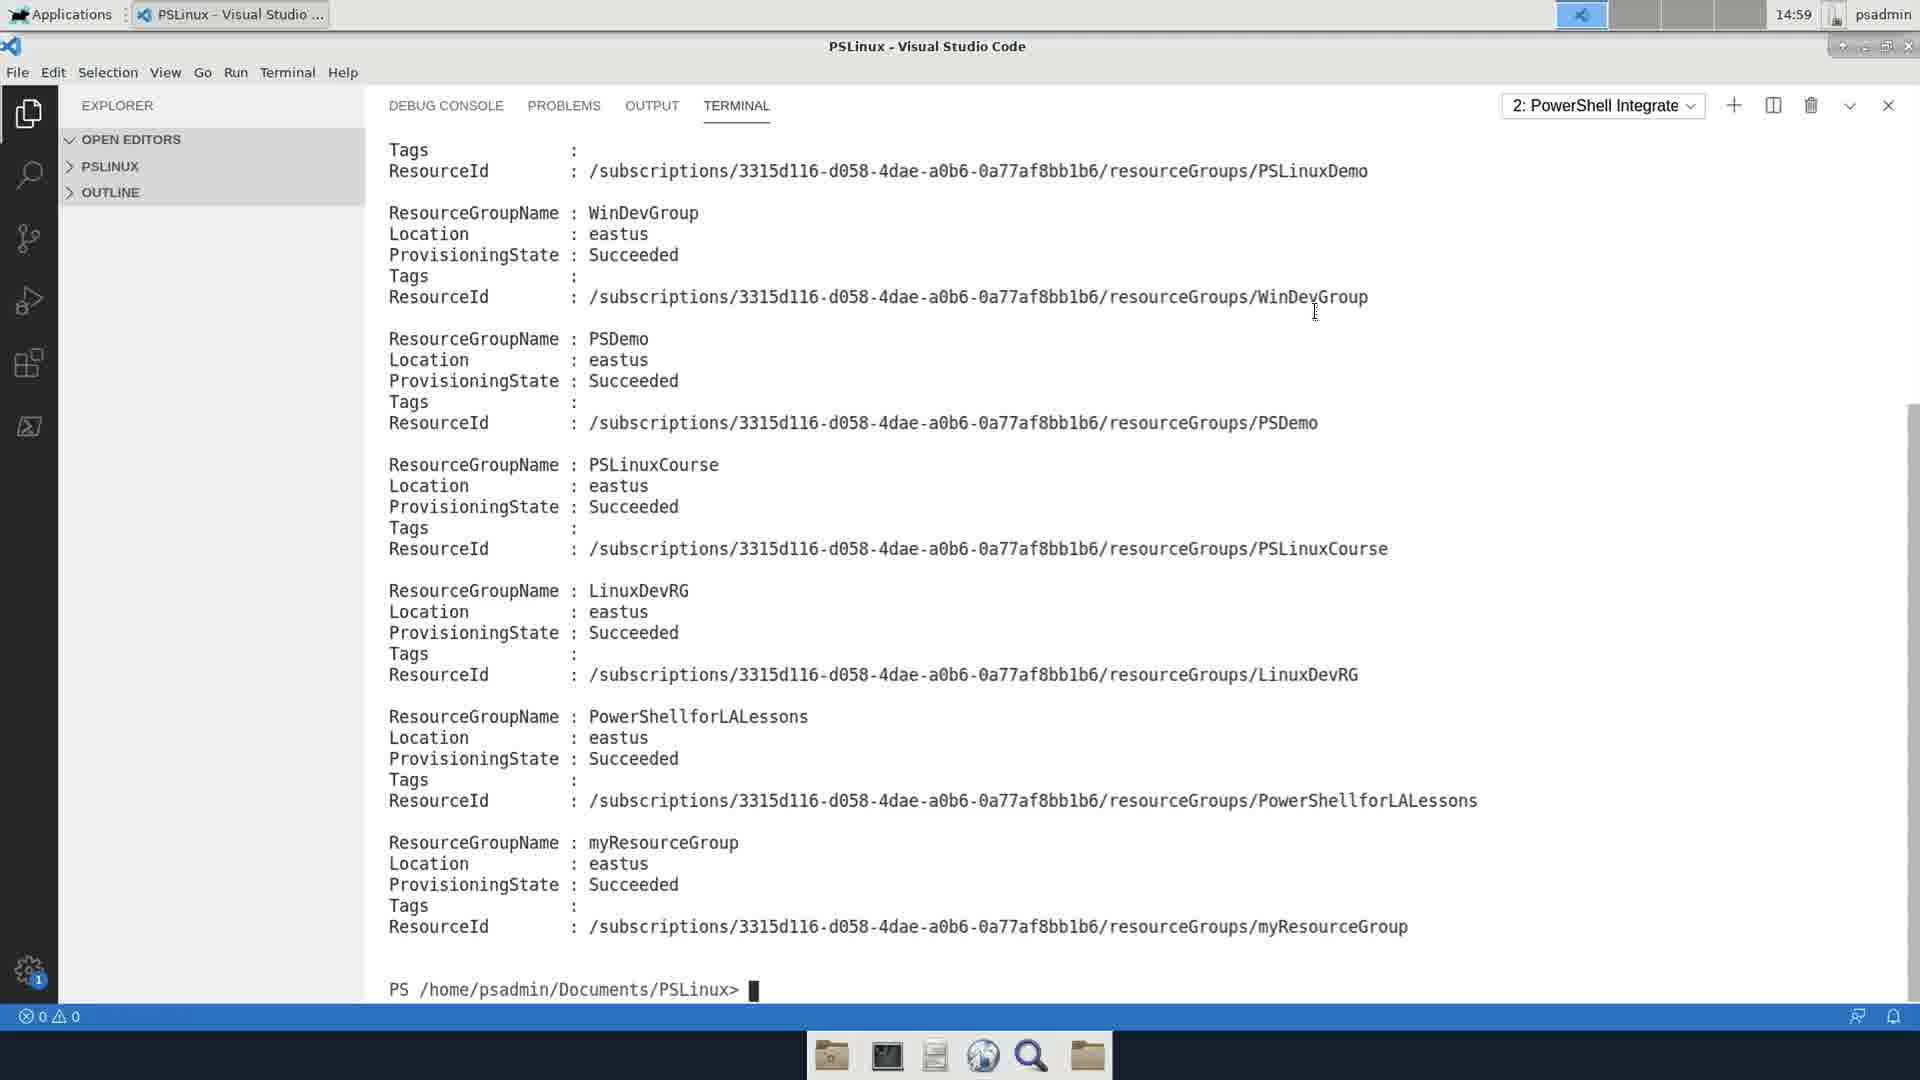 Applications PSLinux - Visual Studio ... 14:59 psadmin
PSLinux - Visual Studio Code
File Edit Selection View Go Run Terminal Help
EXPLORER
OPEN EDITORS
PSLINUX
OUTLINE
DEBUG CONSOLE PROBLEMS OUTPUT TERMINAL 2: PowerShell Integrate
Tags :
ResourceId : /subscriptions/3315d116-d058-4dae-a0b6-0a77af8bb1b6/resourceGroups/PSLinuxDemo
ResourceGroupName : WinDevGroup
Location : eastus
ProvisioningState : Succeeded
Tags :
ResourceId : /subscriptions/3315d116-d058-4dae-a0b6-0a77af8bb1b6/resourceGroups/WinDevGroup
ResourceGroupName : PSDemo
Location : eastus
ProvisioningState : Succeeded
Tags :
ResourceId : /subscriptions/3315d116-d058-4dae-a0b6-0a77af8bb1b6/resourceGroups/PSDemo
ResourceGroupName : PSLinuxCourse
Location : eastus
ProvisioningState : Succeeded
Tags :
ResourceId : /subscriptions/3315d116-d058-4dae-a0b6-0a77af8bb1b6/resourceGroups/PSLinuxCourse
ResourceGroupName : LinuxDevRG
Location : eastus
ProvisioningState : Succeeded
Tags :
ResourceId : /subscriptions/3315d116-d058-4dae-a0b6-0a77af8bb1b6/resourceGroups/LinuxDevRG
ResourceGroupName : PowerShellforLALessons
Location : eastus
ProvisioningState : Succeeded
Tags :
ResourceId : /subscriptions/3315d116-d058-4dae-a0b6-0a77af8bb1b6/resourceGroups/PowerShellforLALessons
ResourceGroupName : myResourceGroup
Location : eastus
ProvisioningState : Succeeded
Tags :
ResourceId : /subscriptions/3315d116-d058-4dae-a0b6-0a77af8bb1b6/resourceGroups/myResourceGroup
PS /home/psadmin/Documents/PSLinux>
1
0 0